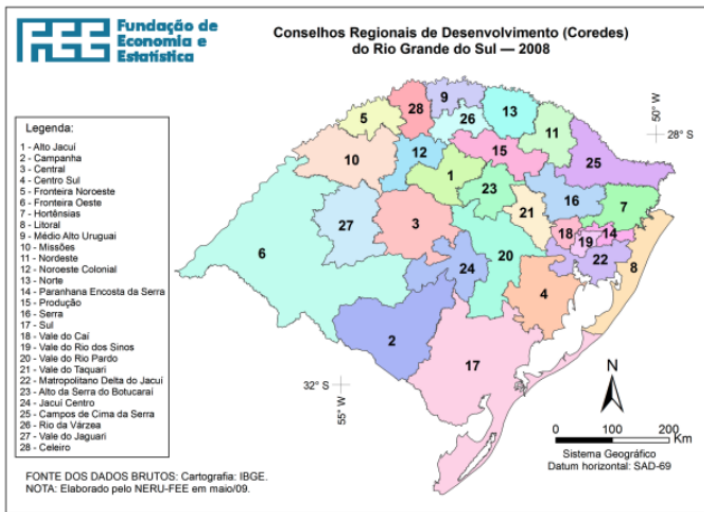 Fundação de
Economia e
Estatística
Conselhos Regionais de Desenvolvimento (Coredes)
do Rio Grande do Sul — 2008
50° W
28° S
Legenda:
1 - Alto Jacuí
2 - Campanha
3 - Central
4 - Centro Sul
5 - Fronteira Noroeste
6 - Fronteira Oeste
7 - Hortênsias
8 - Litoral
9 - Médio Alto Uruguai
10 - Missões
11 - Nordeste
12 - Noroeste Colonial
13 - Norte
14 - Paranhana Encosta da Serra
15 - Produção
16 - Serra
17 - Sul
18 - Vale do Caí
19 - Vale do Rio dos Sinos
20 - Vale do Rio Pardo
21 - Vale do Taquari
22 - Matropolitano Delta do Jacuí
23 - Alto da Serra do Botucaraí
24 - Jacuí Centro
25 - Campos de Cima da Serra
26 - Rio da Várzea
27 - Vale do Jaguari
28 - Celeiro
9
28
13
5
26
11
10
12
15
25
1
23
16
7
21
27
3
18
14
19
6
20
22
8
24
4
2
17
32° S
55° W
N
0 100 200
Km
Sistema Geográfico
Datum horizontal: SAD-69
FONTE DOS DADOS BRUTOS: Cartografia: IBGE.
NOTA: Elaborado pelo NERU-FEE em maio/09.